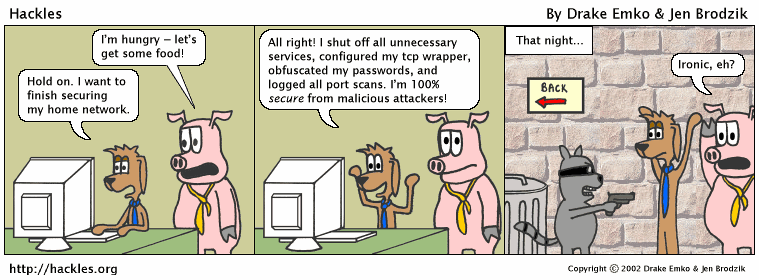 Hackles
By Drake Emko & Jen Brodzik
I'm hungry – let's
get some food!
Hold on. I want to
finish securing
my home network.
All right! I shut off all unnecessary
services, configured my tcp wrapper,
obfuscated my passwords, and
logged all port scans. I'm 100%
secure from malicious attackers!
That night...
BACK
Ironic, eh?
http://hackles.org
Copyright © 2002 Drake Emko & Jen Brodzik